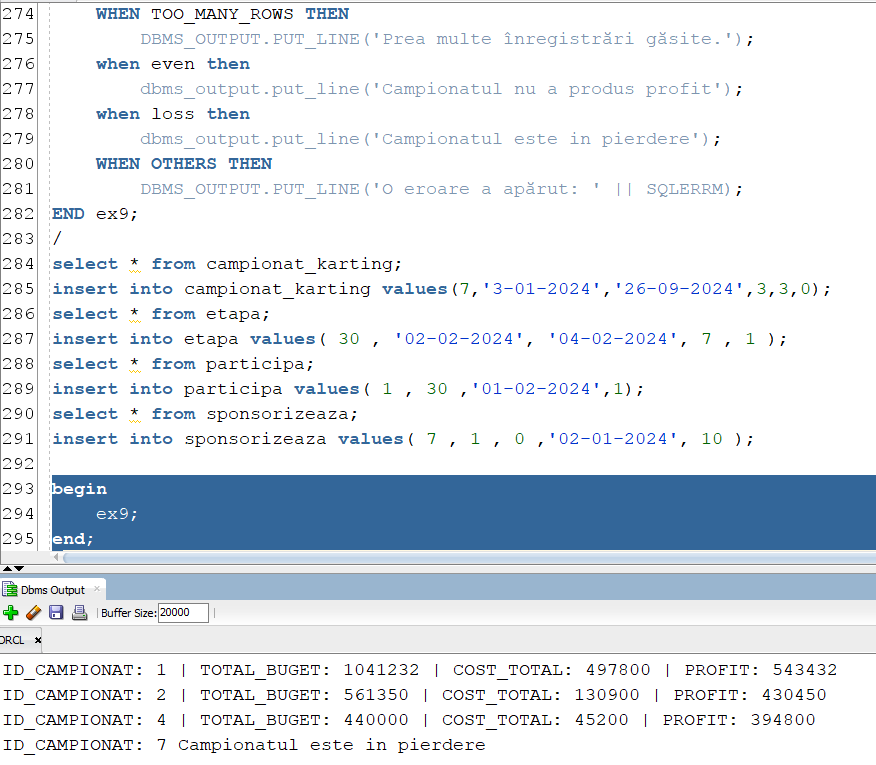 274 WHEN TOO_MANY_ROWS THEN
275 DBMS_OUTPUT.PUT_LINE('Prea multe înregistrări găsite.');
276 when even then
277 dbms_output.put_line('Campionatul nu a produs profit');
278 when loss then
279 dbms_output.put_line('Campionatul este in pierdere');
280 WHEN OTHERS THEN
281 DBMS_OUTPUT.PUT_LINE('O eroare a apărut: ' || SQLERRM);
282 END ex9;
283 /
284 select * from campionat_karting;
285 insert into campionat_karting values(7,'3-01-2024','26-09-2024',3,3,0);
286 select * from etapa;
287 insert into etapa values( 30 , '02-02-2024', '04-02-2024', 7 , 1 );
288 select * from participa;
289 insert into participa values( 1 , 30 ,'01-02-2024',1);
290 select * from sponsorizeaza;
291 insert into sponsorizeaza values( 7 , 1 , 0 ,'02-01-2024', 10 );
292
293 begin
294 ex9;
295 end;
Dbms Output
Buffer Size: 20000
ORCL
ID_CAMPIONAT: 1 | TOTAL_BUGET: 1041232 | COST_TOTAL: 497800 | PROFIT: 543432
ID_CAMPIONAT: 2 | TOTAL_BUGET: 561350 | COST_TOTAL: 130900 | PROFIT: 430450
ID_CAMPIONAT: 4 | TOTAL_BUGET: 440000 | COST_TOTAL: 45200 | PROFIT: 394800
ID_CAMPIONAT: 7 Campionatul este in pierdere